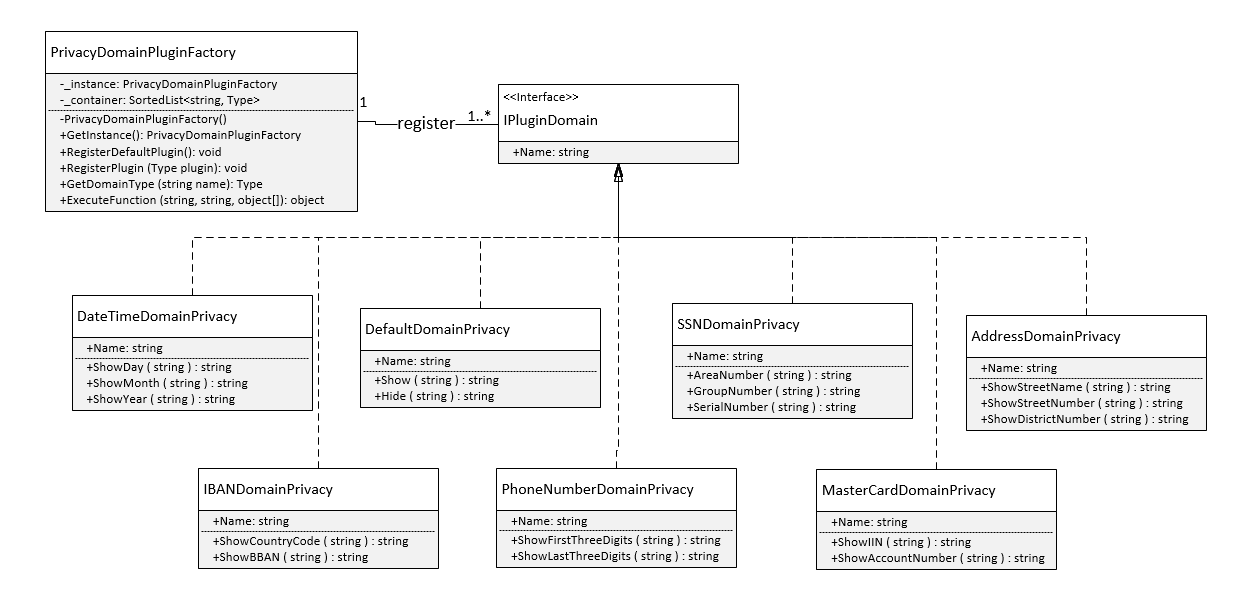 PrivacyDomainPluginFactory
-_instance: PrivacyDomainPluginFactory
-_container: SortedList<string, Type>
-PrivacyDomainPluginFactory()
+GetInstance(): PrivacyDomainPluginFactory
+RegisterDefaultPlugin(): void
+RegisterPlugin (Type plugin): void
+GetDomainType (string name): Type
+ExecuteFunction (string, string, object[]): object
1
register
1..*
<<Interface>>
IPluginDomain
+Name: string
DateTimeDomainPrivacy
+Name: string
+ShowDay ( string ) : string
+ShowMonth ( string ) : string
+ShowYear ( string ) : string
DefaultDomainPrivacy
+Name: string
+Show ( string ) : string
+Hide ( string ) : string
SSNDomainPrivacy
+Name: string
+AreaNumber ( string ) : string
+GroupNumber ( string ) : string
+SerialNumber ( string ) : string
AddressDomainPrivacy
+Name: string
+ShowStreetName ( string ) : string
+ShowStreetNumber ( string ) : string
+ShowDistrictNumber ( string ) : string
IBANDomainPrivacy
+Name: string
+ShowCountryCode ( string ) : string
+ShowBBAN ( string ) : string
PhoneNumberDomainPrivacy
+Name: string
+ShowFirstThreeDigits ( string ) : string
+ShowLastThreeDigits ( string ) : string
MasterCardDomainPrivacy
+Name: string
+ShowIIN ( string ) : string
+ShowAccountNumber ( string ) : string